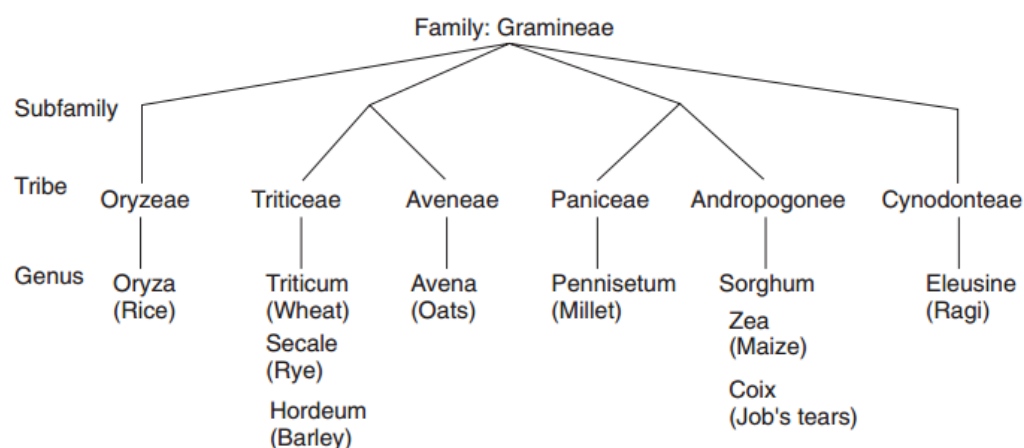 Family: Gramineae
Subfamily
Tribe
Oryzeae
Triticeae
Aveneae
Paniceae
Andropogonee
Cynodonteae
Genus
Oryza
(Rice)
Triticum
(Wheat)
Secale
(Rye)
Hordeum
(Barley)
Avena
(Oats)
Pennisetum
(Millet)
Sorghum
Zea
(Maize)
Coix
(Job's tears)
Eleusine
(Ragi)